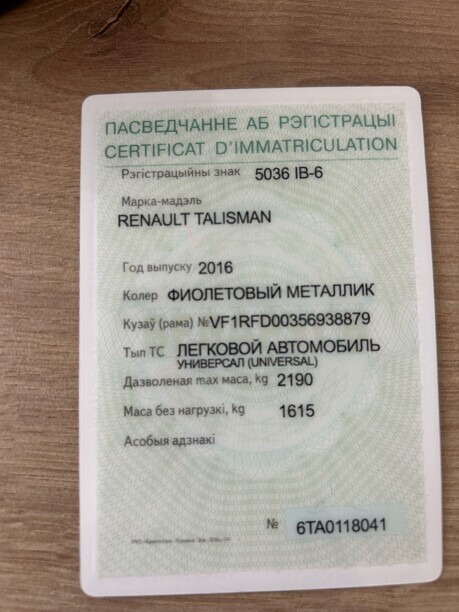 ПАСВЕДЧАННЕ АБ РЭГІСТРАЦЫІ
CERTIFICAT D'IMMATRICULATION
Рэгістрацыйны знак 5036 IB-6
Марка-мадэль
RENAULT TALISMAN
Год выпуску 2016
Колер ФИОЛЕТОВЫЙ МЕТАЛЛИК
Кузаў (рама) №VF1RFD00356938879
Тып ТС ЛЕГКОВОЙ АВТОМОБИЛЬ
УНИВЕРСАЛ (UNIVERSAL)
Дазволеная max маса, kg 2190
Маса без нагрузкі, kg 1615
Асобыя адзнакі
№ 6TA0118041